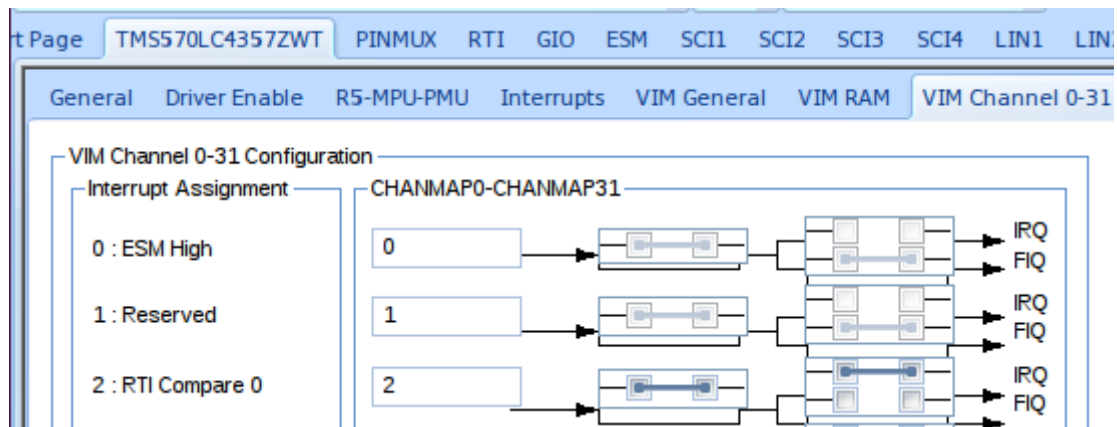 t Page TMS570LC4357ZWT PINMUX RTI GIO ESM SCI1 SCI2 SCI3 SCI4 LIN1 LIN
General Driver Enable R5-MPU-PMU Interrupts VIM General VIM RAM VIM Channel 0-31
VIM Channel 0-31 Configuration
Interrupt Assignment CHANMAP0-CHANMAP31
0 : ESM High 0 IRQ
FIQ
1 : Reserved 1 IRQ
FIQ
2 : RTI Compare 0 2 IRQ
FIQ